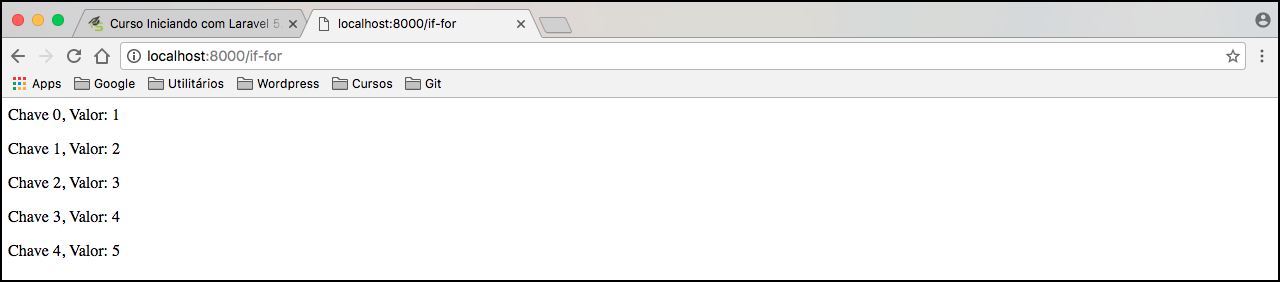 Curso Iniciando com Laravel 5.
localhost:8000/if-for
localhost:8000/if-for
Apps Google Utilitários Wordpress Cursos Git
Chave 0, Valor: 1
Chave 1, Valor: 2
Chave 2, Valor: 3
Chave 3, Valor: 4
Chave 4, Valor: 5